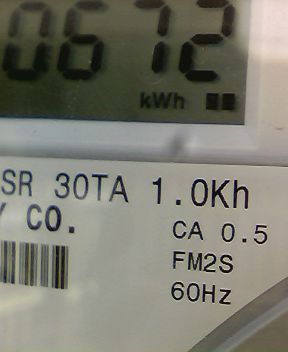 0672
kWh
SR 30TA 1.0Kh
Y CO.
CA 0.5
FM2S
60Hz